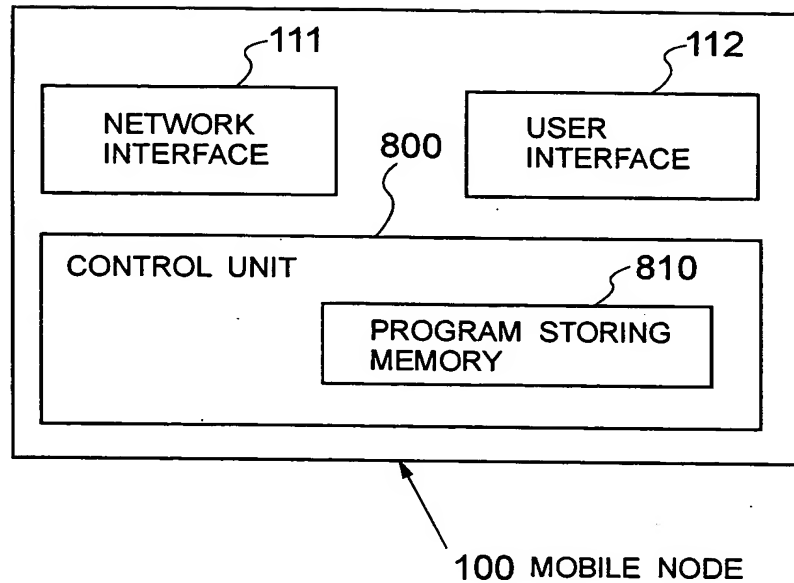 111
112
NETWORK
INTERFACE
USER
INTERFACE
800
CONTROL UNIT
810
PROGRAM STORING
MEMORY
100 MOBILE NODE